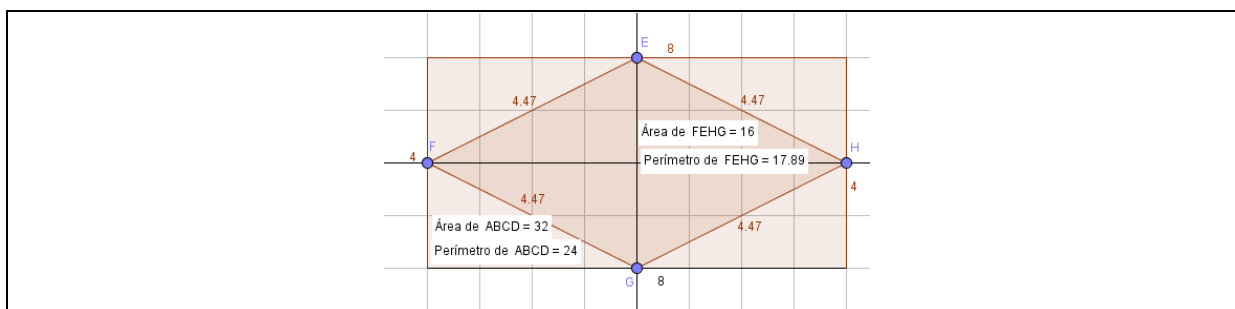 E
8
4.47
4.47
Área de FEHG = 16
F
H
4
Perímetro de FEHG = 17.89
4
4.47
4.47
Área de ABCD = 32
Perímetro de ABCD = 24
G
8